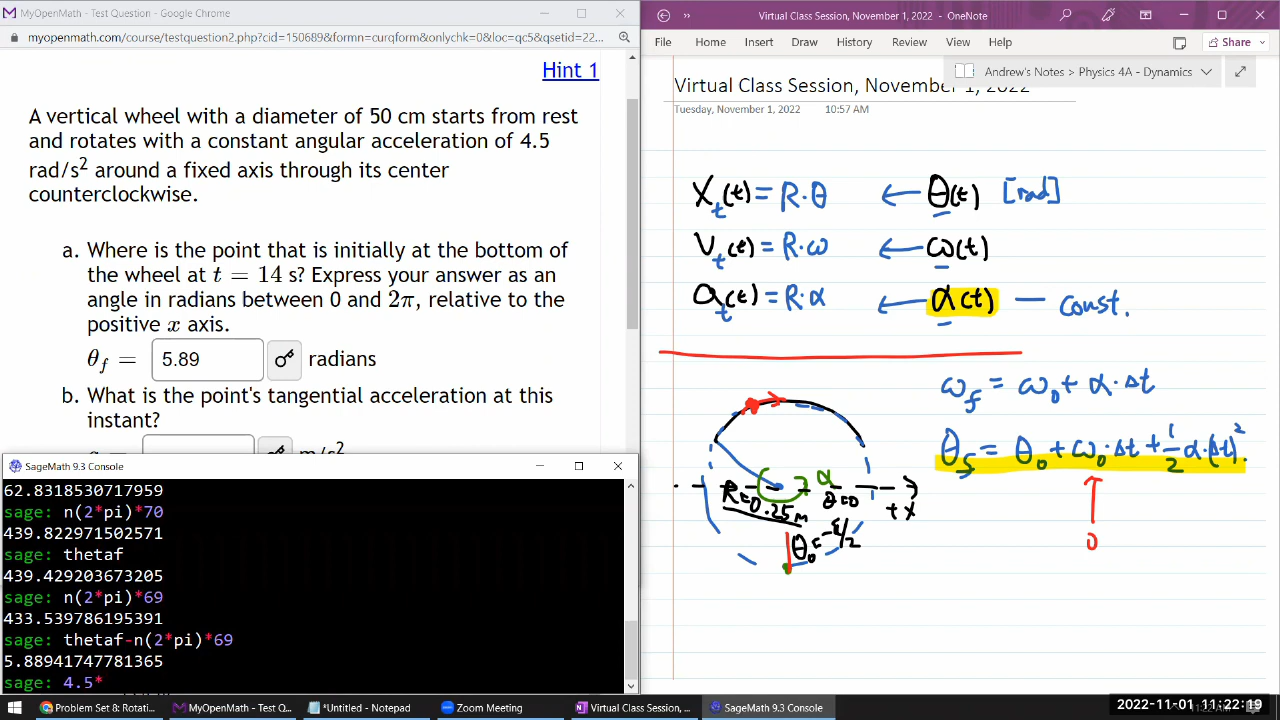 MyOpenMath - Test Question - Google Chrome
myopenmath.com/course/testquestion2.php?cid=150689&formn=curqform&onlychk=0&loc=qc5&qsetid=22...
Hint 1
A vertical wheel with a diameter of 50 cm starts from rest
and rotates with a constant angular acceleration of 4.5
rad/s² around a fixed axis through its center
counterclockwise.
a. Where is the point that is initially at the bottom of
the wheel at t = 14 s? Express your answer as an
angle in radians between 0 and 2π, relative to the
positive x axis.
θf = 5.89 radians
b. What is the point's tangential acceleration at this
instant?
m/s²
SageMath 9.3 Console
62.8318530717959
sage: n(2*pi)*70
439.822971502571
sage: thetaf
439.429203673205
sage: n(2*pi)*69
433.539786195391
sage: thetaf-n(2*pi)*69
5.88941747781365
sage: 4.5*
Virtual Class Session, November 1, 2022 - OneNote
File Home Insert Draw History Review View Help Share
Andrew's Notes > Physics 4A - Dynamics
Virtual Class Session, November 1, 2022
Tuesday, November 1, 2022 10:57 AM
Xt(t) = R·θ ← θ(t) [rad]
Vt(t) = R·ω ← ω(t)
at(t) = R·α ← α(t) — const.
ωf = ω0 + α·Δt
θf = θ0 + ω0·Δt + 1/2 α·(Δt)².
0
α
R=0.25m
θ=0
+x
θ0=-π/2
Problem Set & Rotati...
MyOpenMath - Test Q...
*Untitled - Notepad
Zoom Meeting
Virtual Class Session, ...
SageMath 9.3 Console
2022-11-01 11:22:19